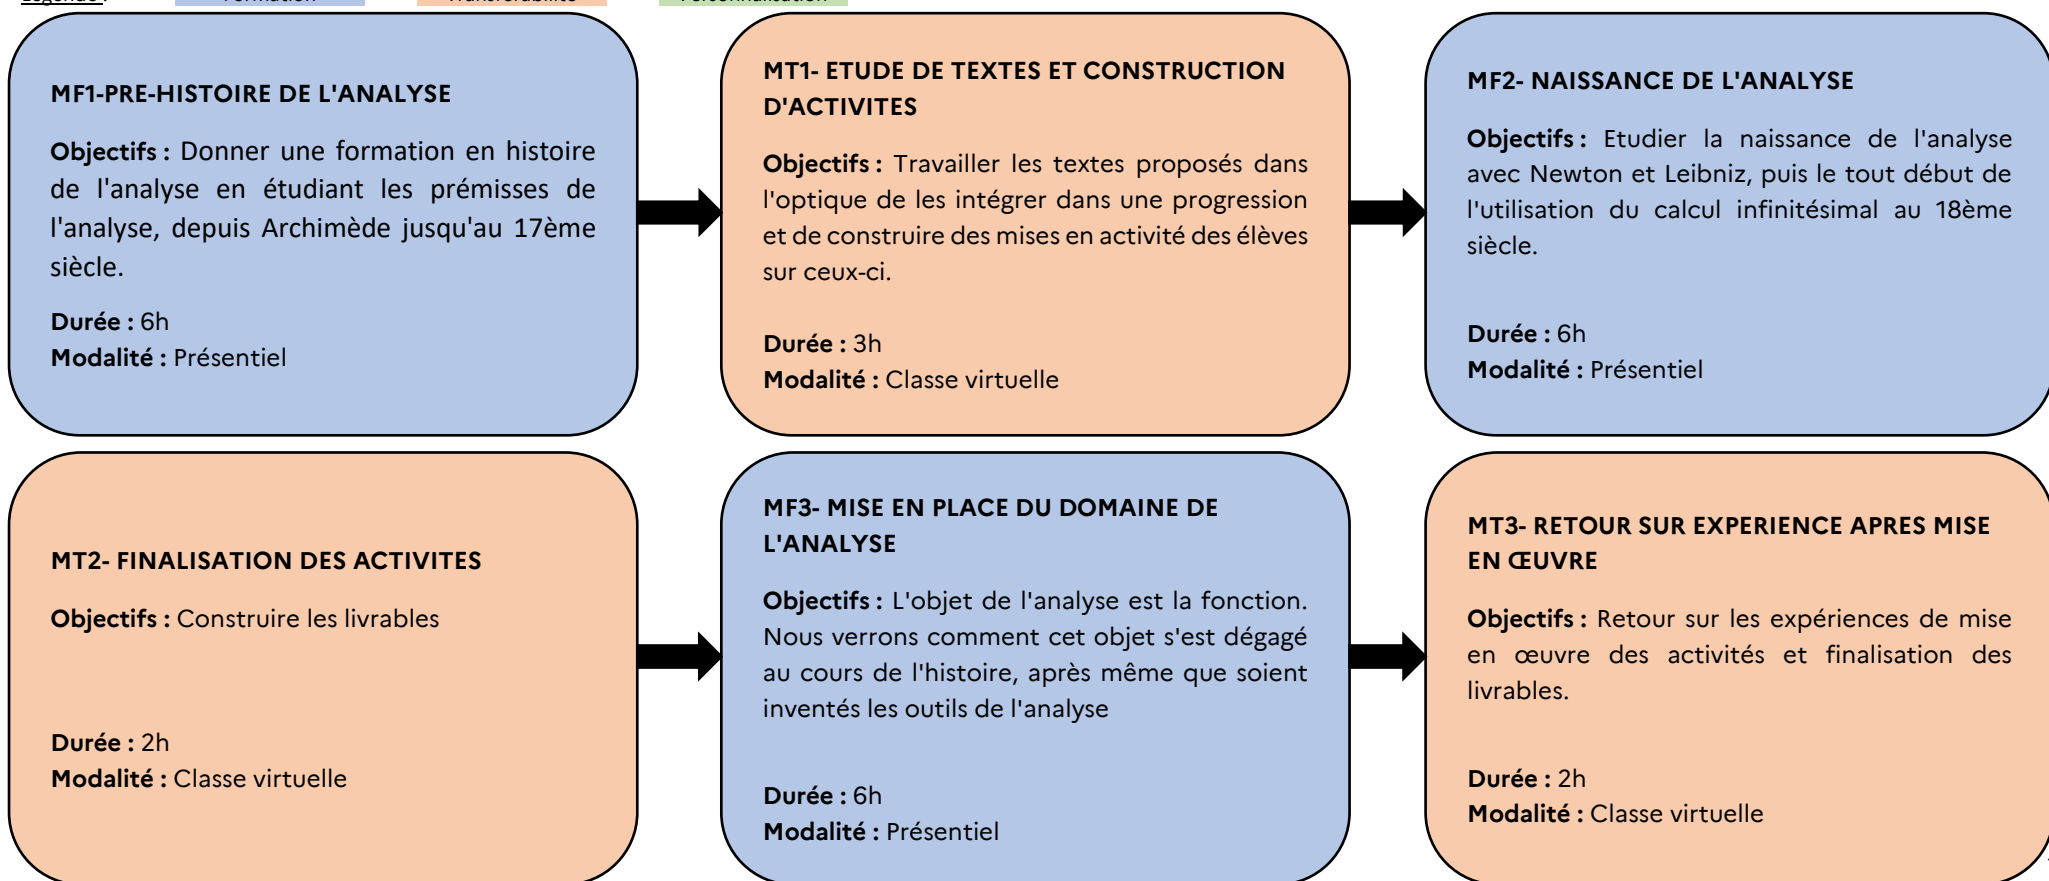 Légende :
Formation
Transférabilité
Personnalisation
MF1-PRE-HISTOIRE DE L'ANALYSE
Objectifs : Donner une formation en histoire
de l'analyse en étudiant les prémisses de
l'analyse, depuis Archimède jusqu'au 17ème
siècle.
Durée : 6h
Modalité : Présentiel
MT1- ETUDE DE TEXTES ET CONSTRUCTION
D'ACTIVITES
Objectifs : Travailler les textes proposés dans
l'optique de les intégrer dans une progression
et de construire des mises en activité des élèves
sur ceux-ci.
Durée : 3h
Modalité : Classe virtuelle
MF2- NAISSANCE DE L'ANALYSE
Objectifs : Etudier la naissance de l'analyse
avec Newton et Leibniz, puis le tout début de
l'utilisation du calcul infinitésimal au 18ème
siècle.
Durée : 6h
Modalité : Présentiel
MT2- FINALISATION DES ACTIVITES
Objectifs : Construire les livrables
Durée : 2h
Modalité : Classe virtuelle
MF3- MISE EN PLACE DU DOMAINE DE
L'ANALYSE
Objectifs : L'objet de l'analyse est la fonction.
Nous verrons comment cet objet s'est dégagé
au cours de l'histoire, après même que soient
inventés les outils de l'analyse
Durée : 6h
Modalité : Présentiel
MT3- RETOUR SUR EXPERIENCE APRES MISE
EN ŒUVRE
Objectifs : Retour sur les expériences de mise
en œuvre des activités et finalisation des
livrables.
Durée : 2h
Modalité : Classe virtuelle